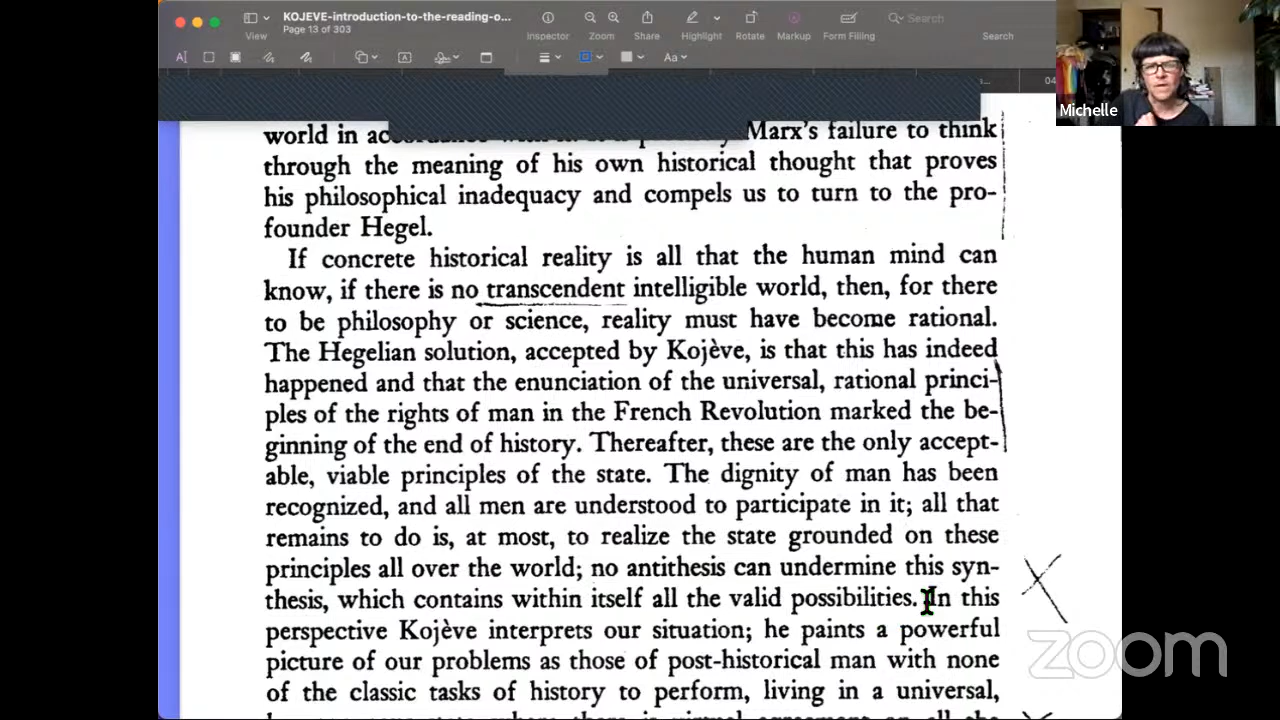 KOJEVE-introduction-to-the-reading-o...
Page 13 of 303
View
Inspector
Zoom
Share
Highlight
Rotate
Markup
Form Filling
Search
Search
Aa
04
Michelle
world in Marx's failure to think
through the meaning of his own historical thought that proves
his philosophical inadequacy and compels us to turn to the pro-
founder Hegel.
If concrete historical reality is all that the human mind can
know, if there is no transcendent intelligible world, then, for there
to be philosophy or science, reality must have become rational.
The Hegelian solution, accepted by Kojève, is that this has indeed
happened and that the enunciation of the universal, rational princi-
ples of the rights of man in the French Revolution marked the be-
ginning of the end of history. Thereafter, these are the only accept-
able, viable principles of the state. The dignity of man has been
recognized, and all men are understood to participate in it; all that
remains to do is, at most, to realize the state grounded on these
principles all over the world; no antithesis can undermine this syn-
thesis, which contains within itself all the valid possibilities. In this
perspective Kojève interprets our situation; he paints a powerful
picture of our problems as those of post-historical man with none
of the classic tasks of history to perform, living in a universal,
zoom